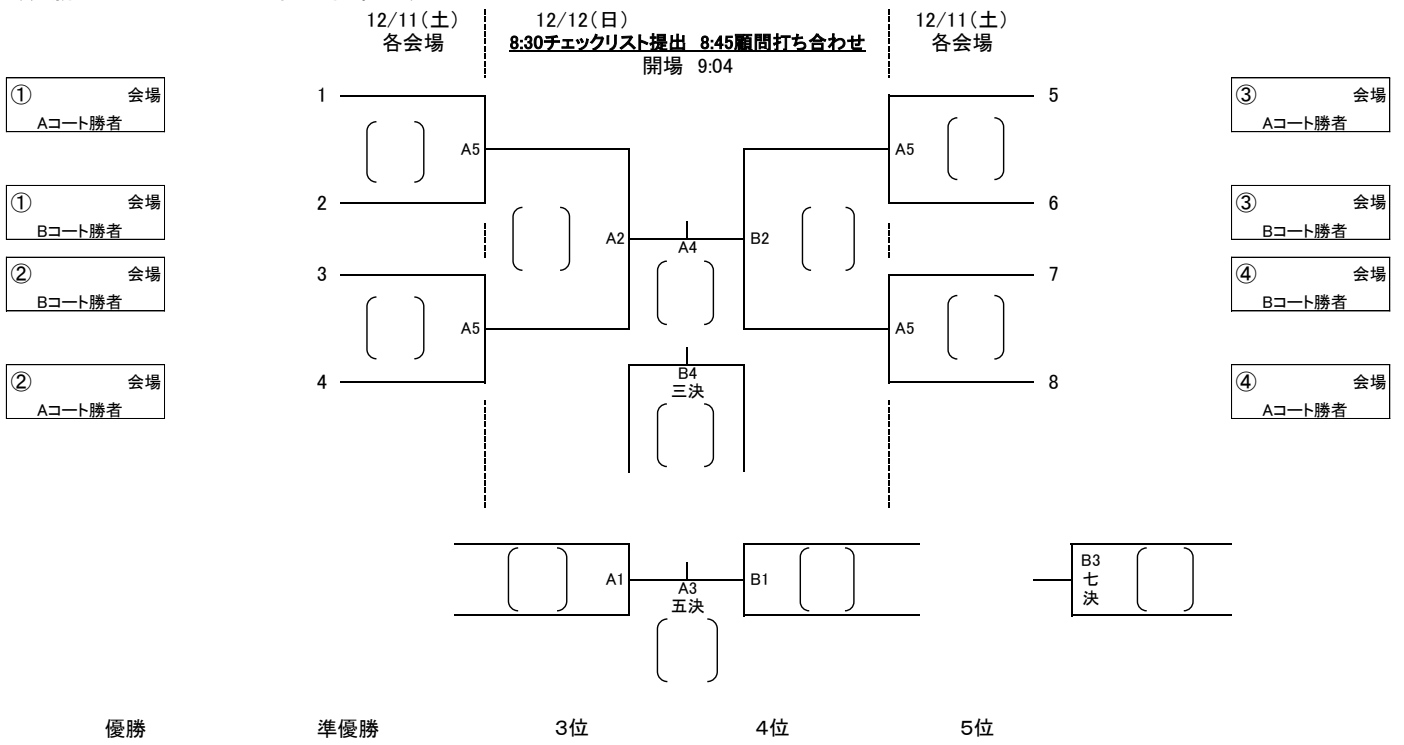 12/11(土) 12/12(日) 12/11(土)
各会場 8:30チェックリスト提出 8:45顧問打ち合わせ 各会場
開場 9:04
① 会場 1 5 ③ 会場
Aコート勝者 Aコート勝者
A5 A5
① 会場 2 6 ③ 会場
Bコート勝者 Bコート勝者
A2 A4 B2
② 会場 3 7 ④ 会場
Bコート勝者 Bコート勝者
A5 A5
② 会場 4 B4 8 ④ 会場
三決
Aコート勝者 Aコート勝者
A1 A3 B1 B3
五決 七
決
優勝 準優勝 3位 4位 5位